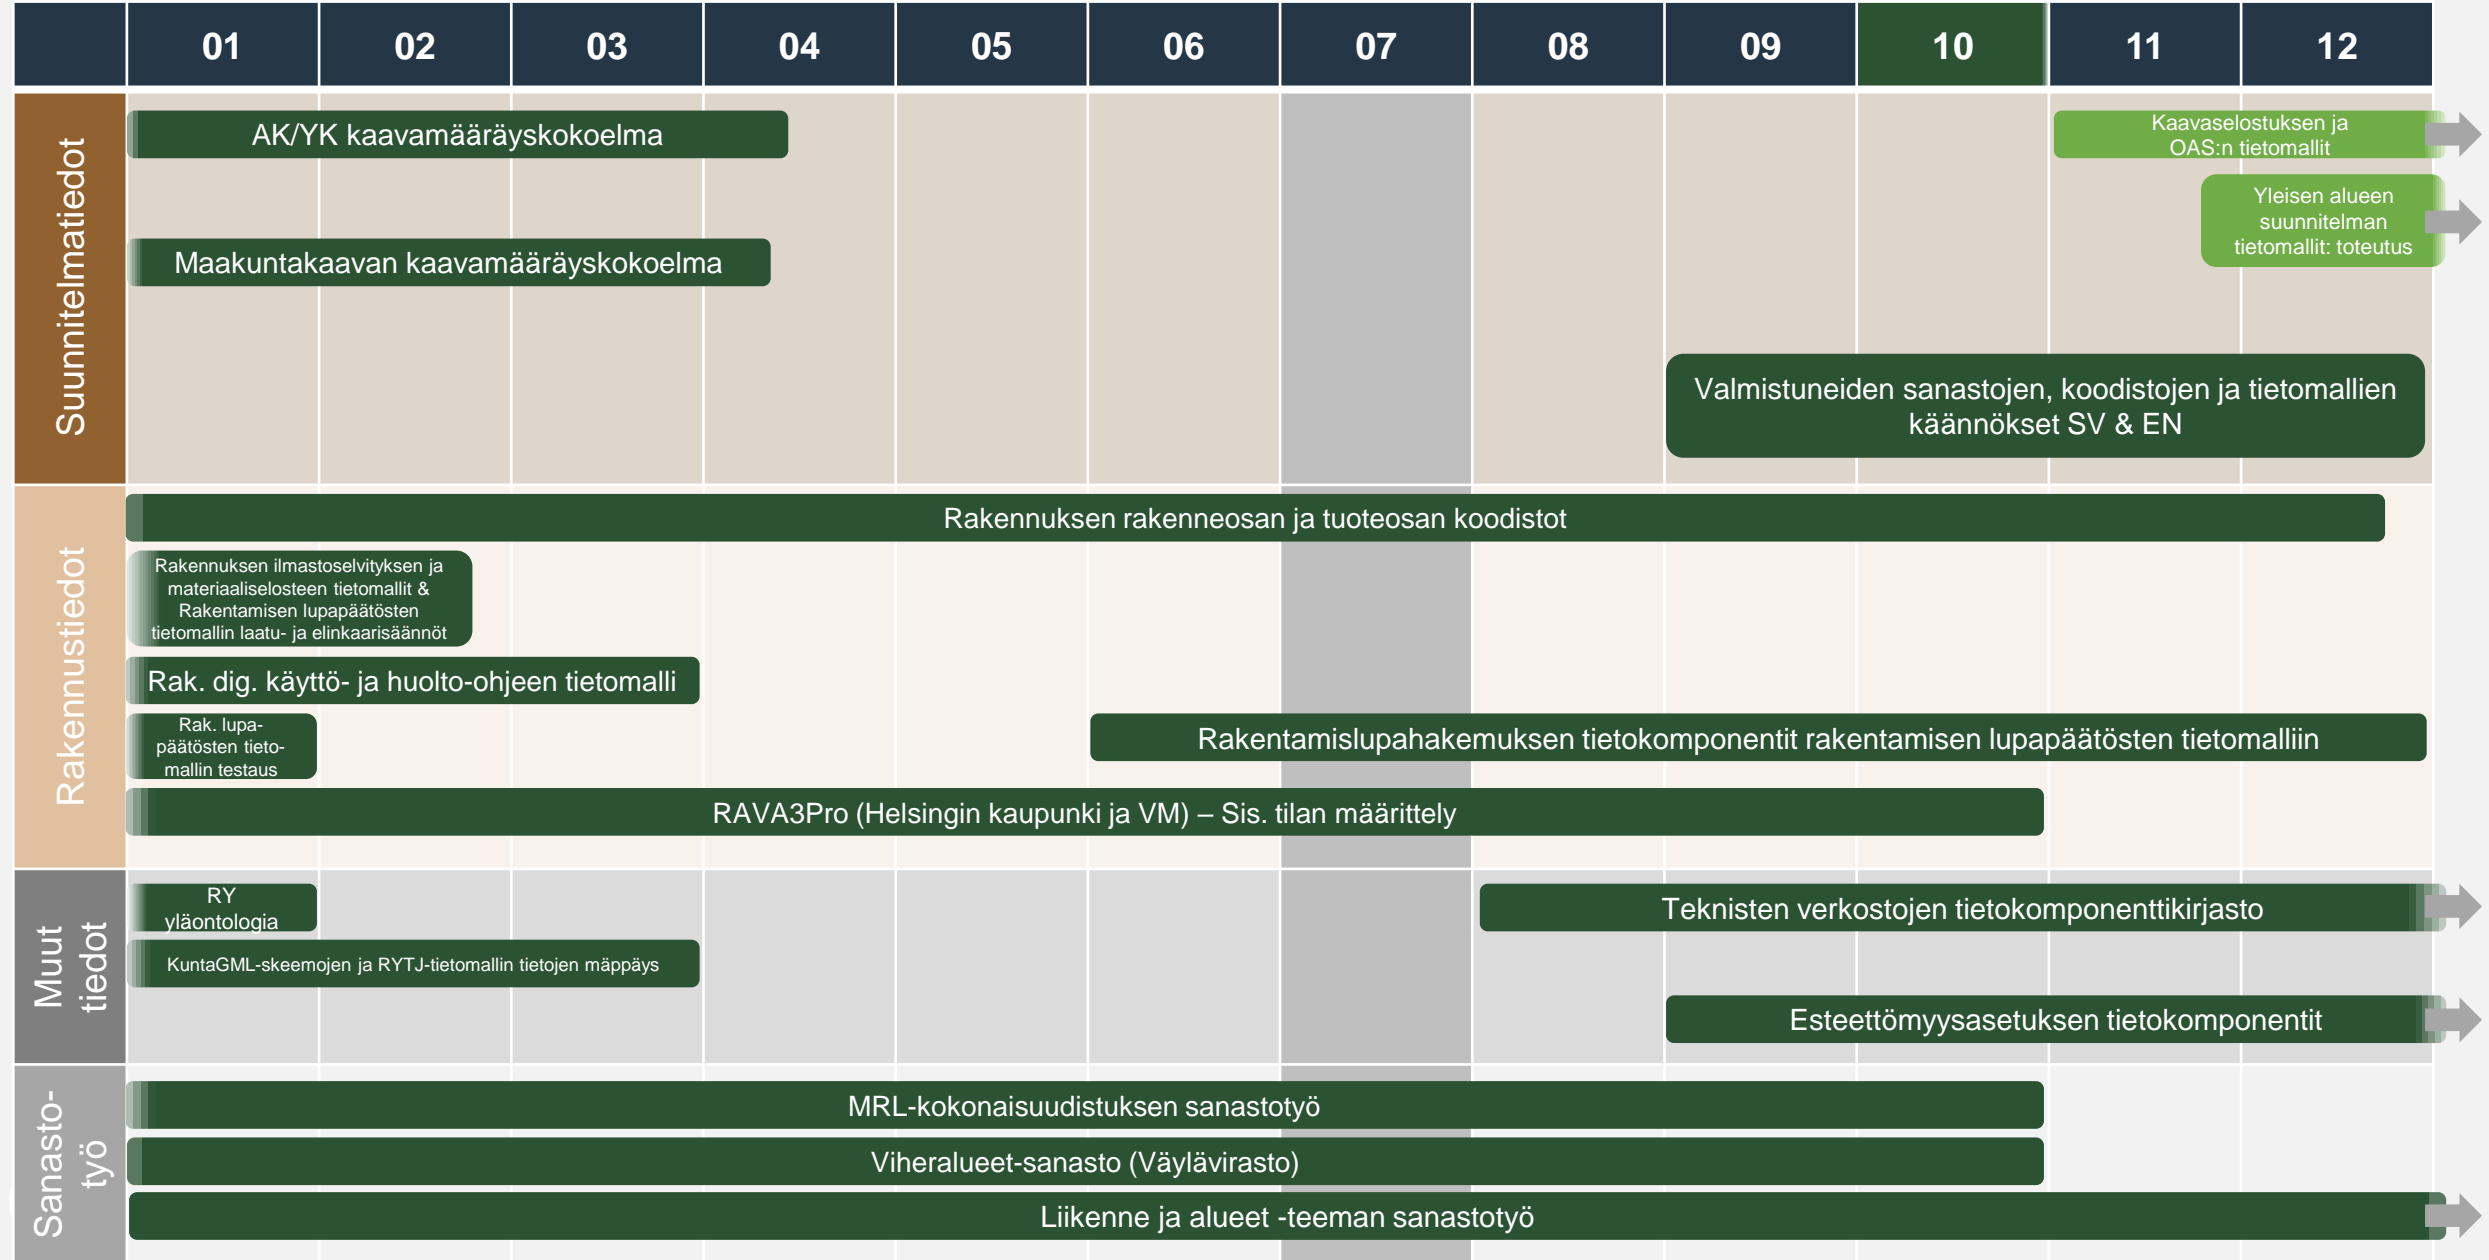 01 02 03 04 05 06 07 08 09 10 11 12
Suunnitelmatiedot
AK/YK kaavamääräyskokoelma
Kaavaselostuksen ja
OAS:n tietomallit
Yleisen alueen
suunnitelman
tietomallit: toteutus
Maakuntakaavan kaavamääräyskokoelma
Valmistuneiden sanastojen, koodistojen ja tietomallien
käännökset SV & EN
Rakennustiedot
Rakennuksen rakenneosan ja tuoteosan koodistot
Rakennuksen ilmastoselvityksen ja
materiaaliselosteen tietomallit &
Rakentamisen lupapäätösten
tietomallin laatu- ja elinkaarisäännöt
Rak. dig. käyttö- ja huolto-ohjeen tietomalli
Rak. lupa-
päätösten tieto-
mallin testaus
Rakentamislupahakemuksen tietokomponentit rakentamisen lupapäätösten tietomalliin
RAVA3Pro (Helsingin kaupunki ja VM) – Sis. tilan määrittely
Muut
tiedot
RY
yläontologia
Teknisten verkostojen tietokomponenttikirjasto
KuntaGML-skeemojen ja RYTJ-tietomallin tietojen mäppäys
Esteettömyysasetuksen tietokomponentit
Sanasto-
työ
MRL-kokonaisuudistuksen sanastotyö
Viheralueet-sanasto (Väylävirasto)
Liikenne ja alueet -teeman sanastotyö